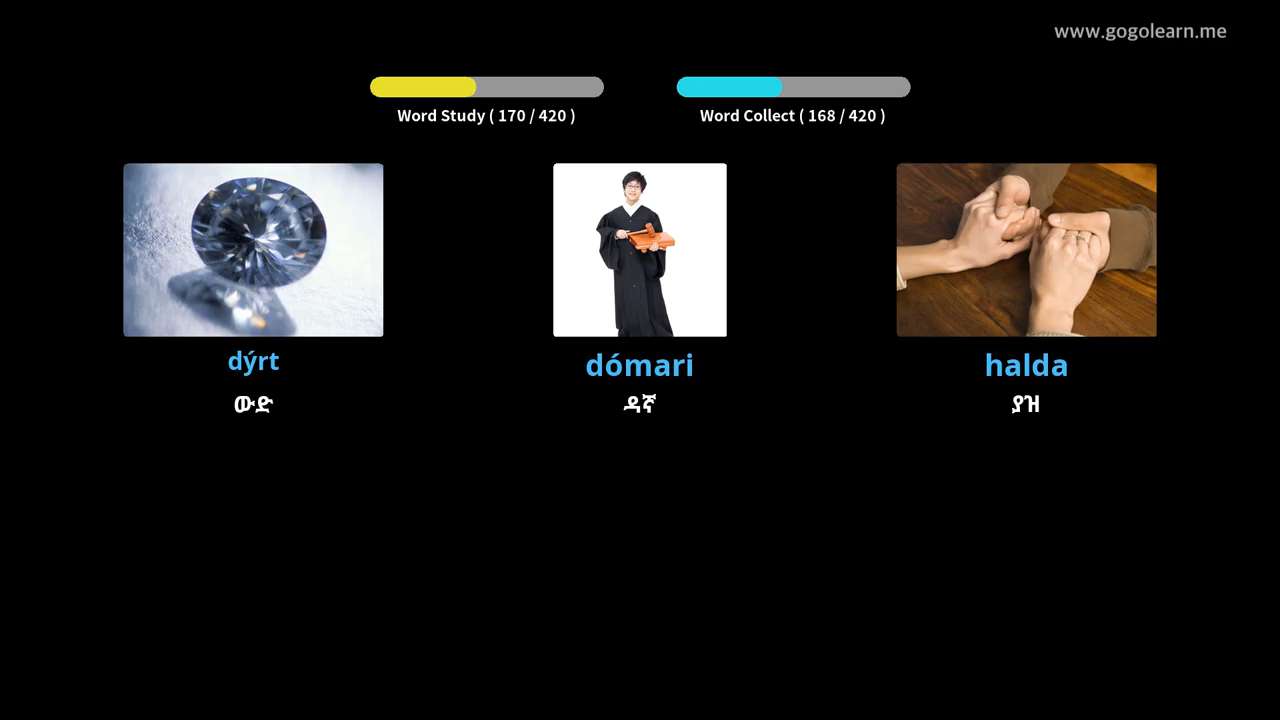 www.gogolearn.me
Word Study ( 170 / 420 )
Word Collect ( 168 / 420 )
dýrt
dómari
halda
ውድ
ዳኛ
ያዝ